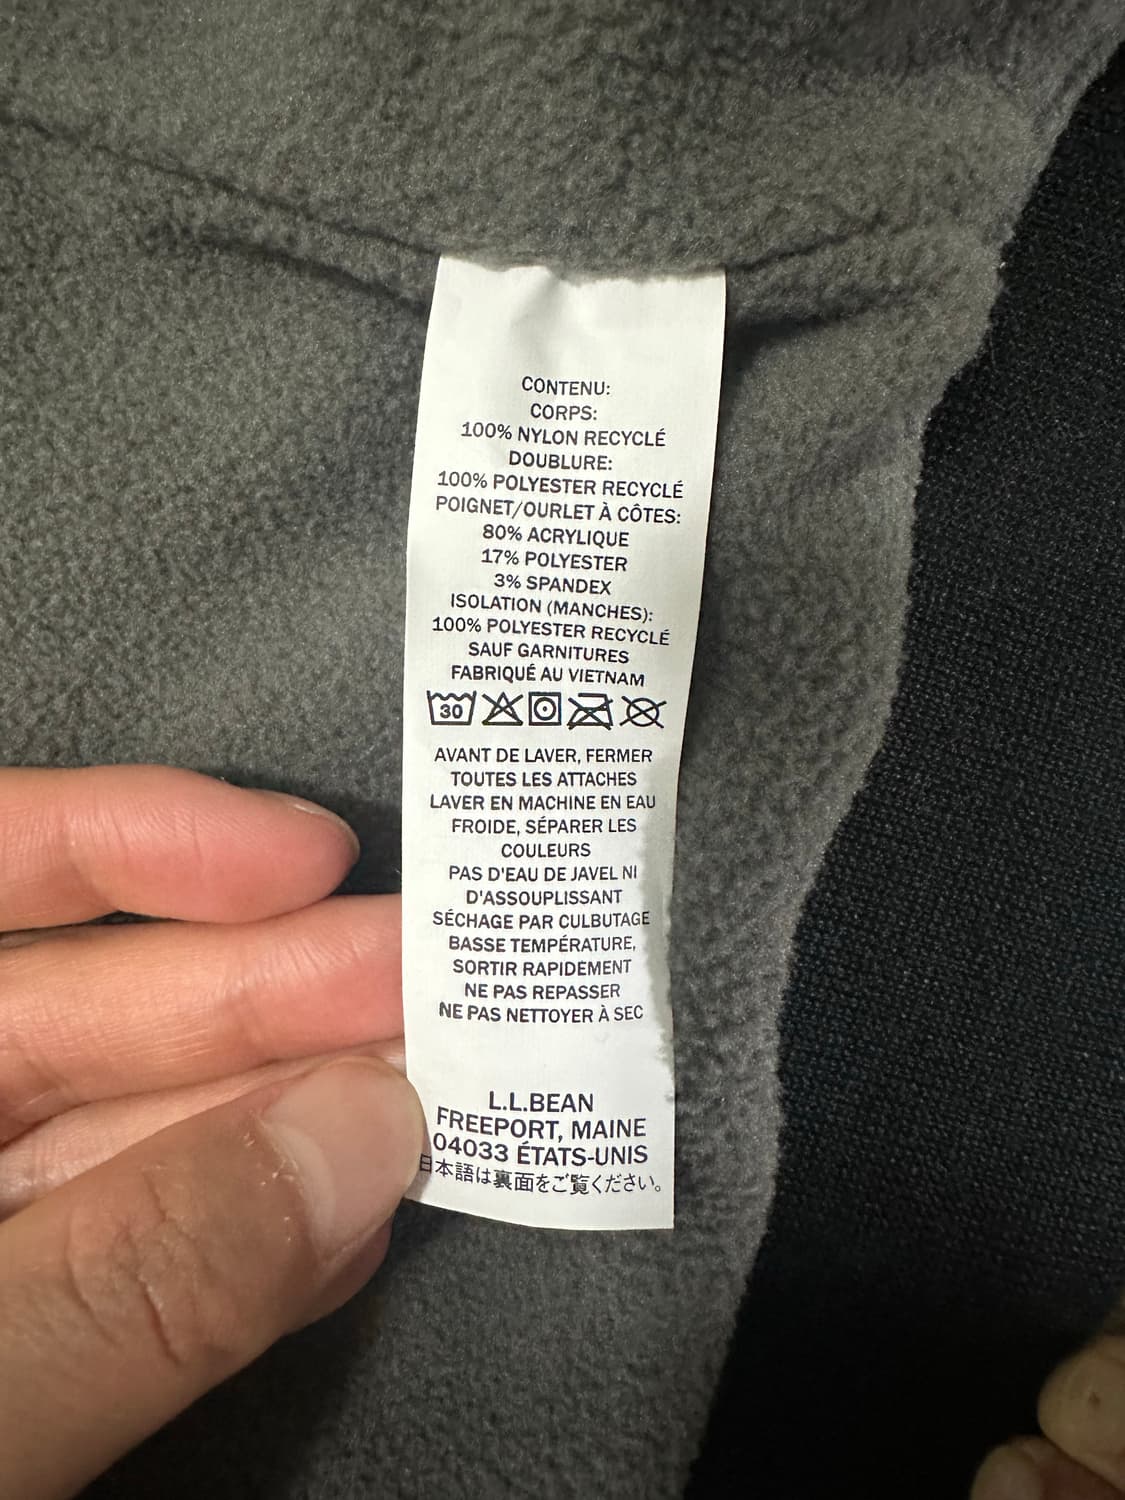 CONTENU:
CORPS:
100% NYLON RECYCLÉ
DOUBLURE:
100% POLYESTER RECYCLÉ
POIGNET/OURLET À CÔTES:
80% ACRYLIQUE
17% POLYESTER
3% SPANDEX
ISOLATION (MANCHES):
100% POLYESTER RECYCLÉ
SAUF GARNITURES
FABRIQUÉ AU VIETNAM
30
AVANT DE LAVER, FERMER
TOUTES LES ATTACHES
LAVER EN MACHINE EN EAU
FROIDE, SÉPARER LES
COULEURS
PAS D'EAU DE JAVEL NI
D'ASSOUPLISSANT
SÉCHAGE PAR CULBUTAGE
BASSE TEMPÉRATURE,
SORTIR RAPIDEMENT
NE PAS REPASSER
NE PAS NETTOYER À SEC
L.L.BEAN
FREEPORT, MAINE
04033 ÉTATS-UNIS
日本語は裏面をご覧ください。